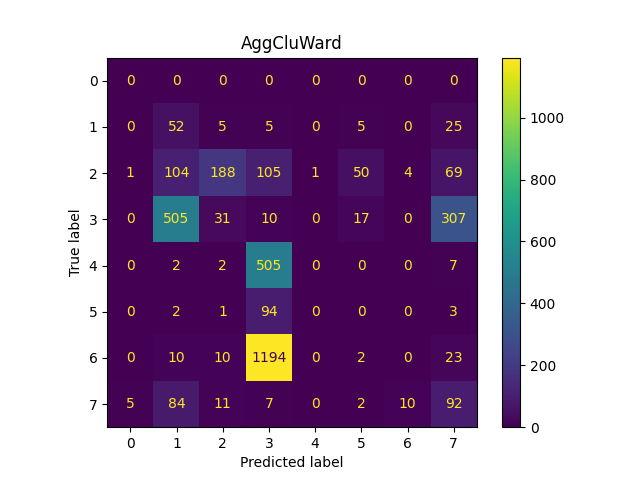 AggCluWard
0 0 0 0 0 0 0 0 0
1 0 52 5 5 0 5 0 25
2 1 104 188 105 1 50 4 69
3 0 505 31 10 0 17 0 307
4 0 2 2 505 0 0 0 7
5 0 2 1 94 0 0 0 3
6 0 10 10 1194 0 2 0 23
7 5 84 11 7 0 2 10 92
0 1 2 3 4 5 6 7
True label
Predicted label
1000
800
600
400
200
0